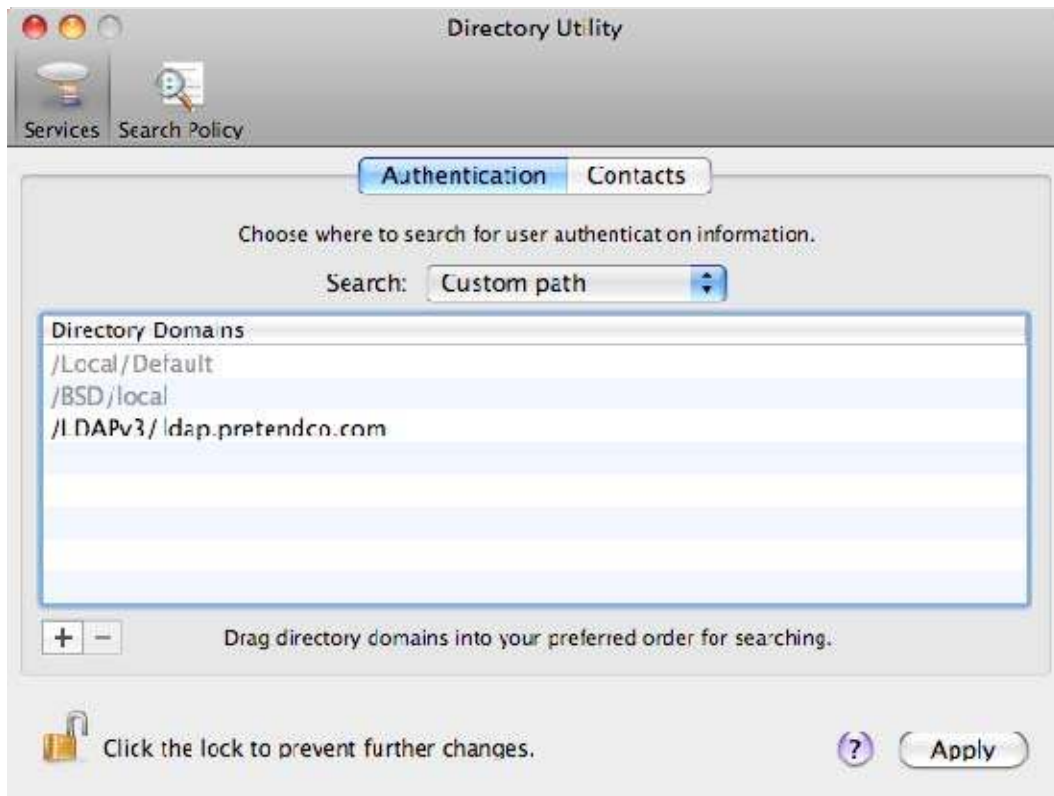 Directory Utility
Services Search Policy
Authentication Contacts
Choose where to search for user authentication information.
Search: Custom path
Directory Domains
/Local/Default
/BSD/local
/LDAPv3/ ldap.pretendco.com
+ − Drag directory domains into your preferred order for searching.
Click the lock to prevent further changes. ? Apply